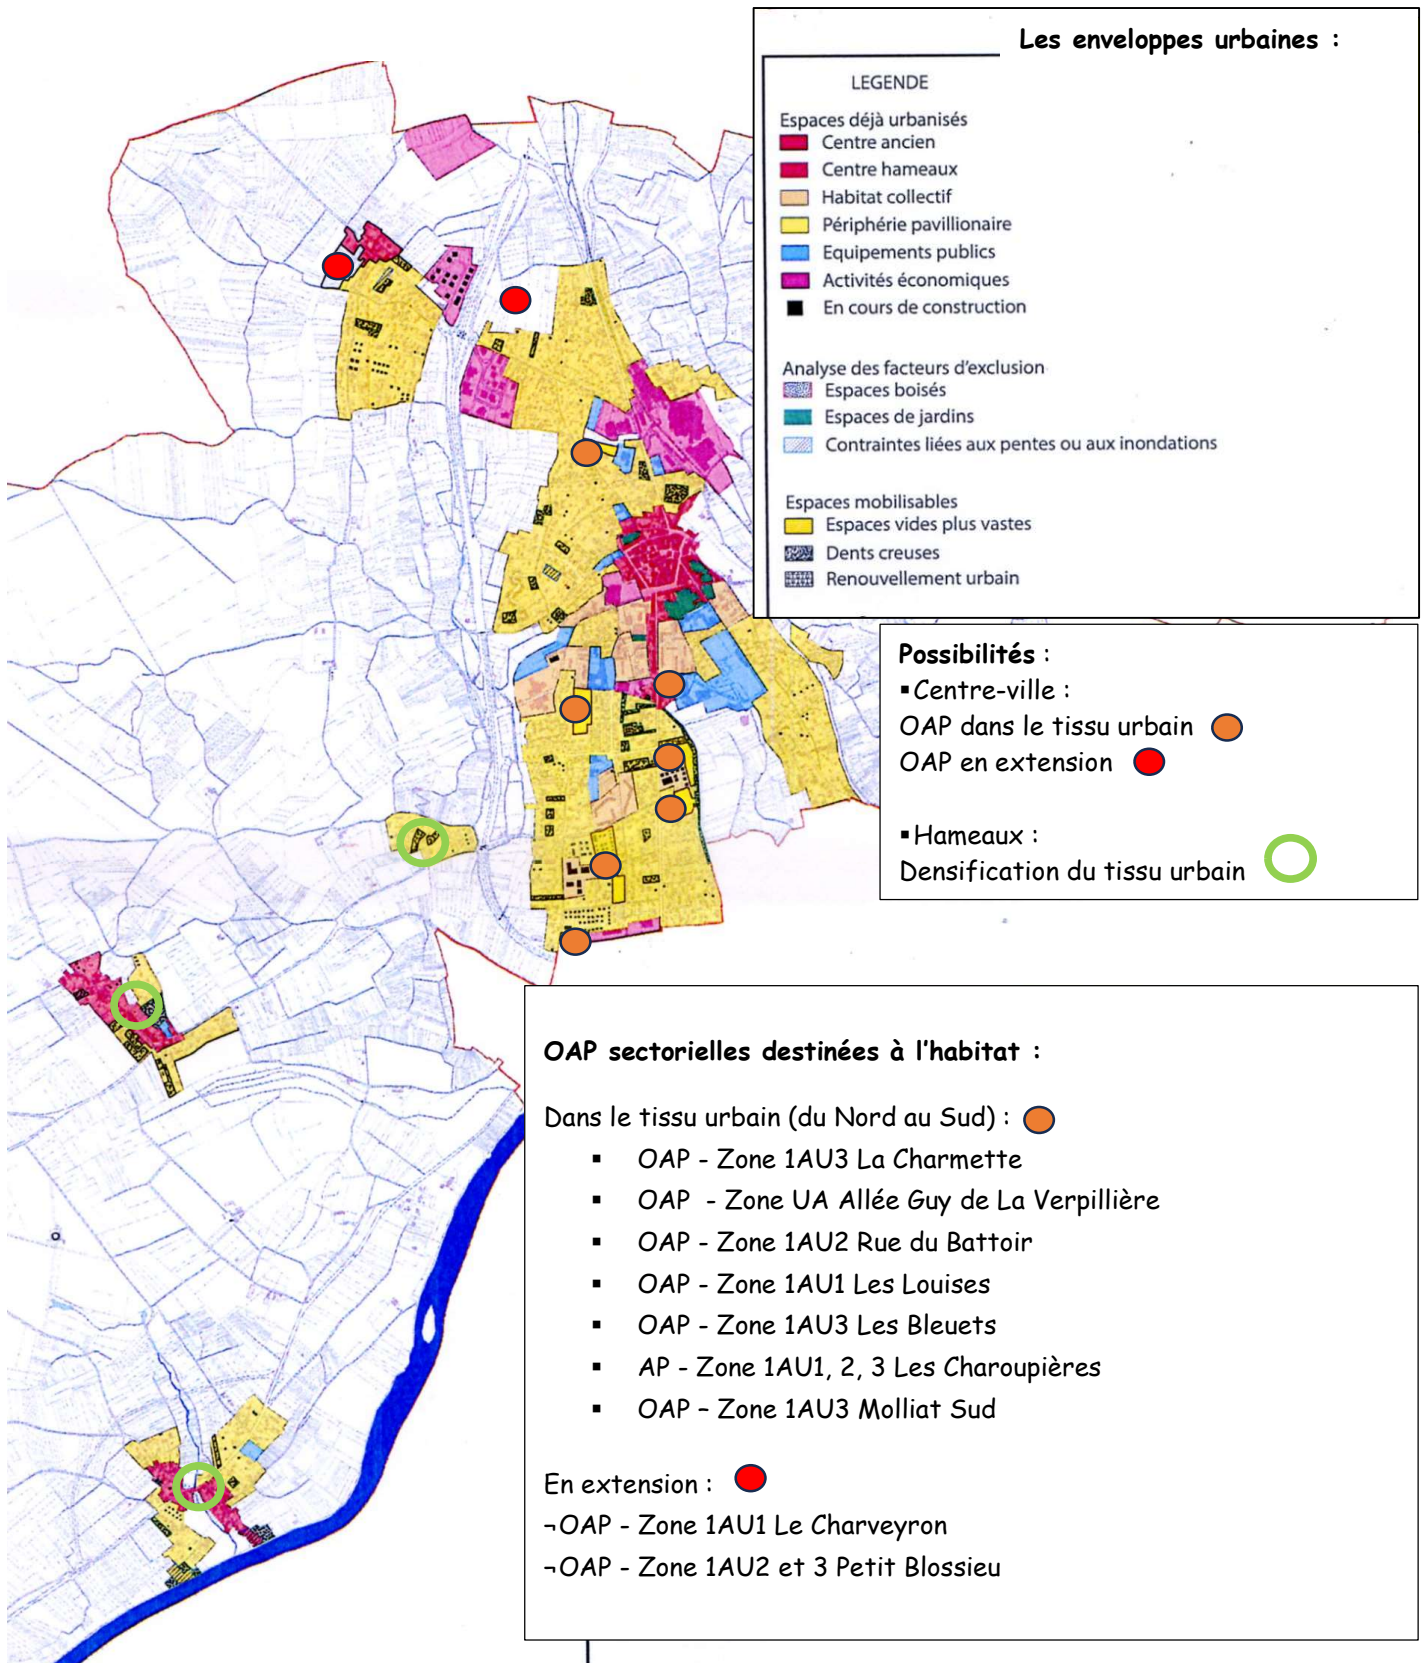 Les enveloppes urbaines :
LEGENDE
Espaces déjà urbanisés
Centre ancien
Centre hameaux
Habitat collectif
Périphérie pavillionaire
Equipements publics
Activités économiques
En cours de construction
Analyse des facteurs d'exclusion
Espaces boisés
Espaces de jardins
Contraintes liées aux pentes ou aux inondations
Espaces mobilisables
Espaces vides plus vastes
Dents creuses
Renouvellement urbain
Possibilités :
▪Centre-ville :
OAP dans le tissu urbain
OAP en extension
▪Hameaux :
Densification du tissu urbain
OAP sectorielles destinées à l'habitat :
Dans le tissu urbain (du Nord au Sud) :
▪ OAP - Zone 1AU3 La Charmette
▪ OAP - Zone UA Allée Guy de La Verpillière
▪ OAP - Zone 1AU2 Rue du Battoir
▪ OAP - Zone 1AU1 Les Louises
▪ OAP - Zone 1AU3 Les Bleuets
▪ AP - Zone 1AU1, 2, 3 Les Charoupières
▪ OAP – Zone 1AU3 Molliat Sud
En extension :
¬OAP - Zone 1AU1 Le Charveyron
¬OAP - Zone 1AU2 et 3 Petit Blossieu